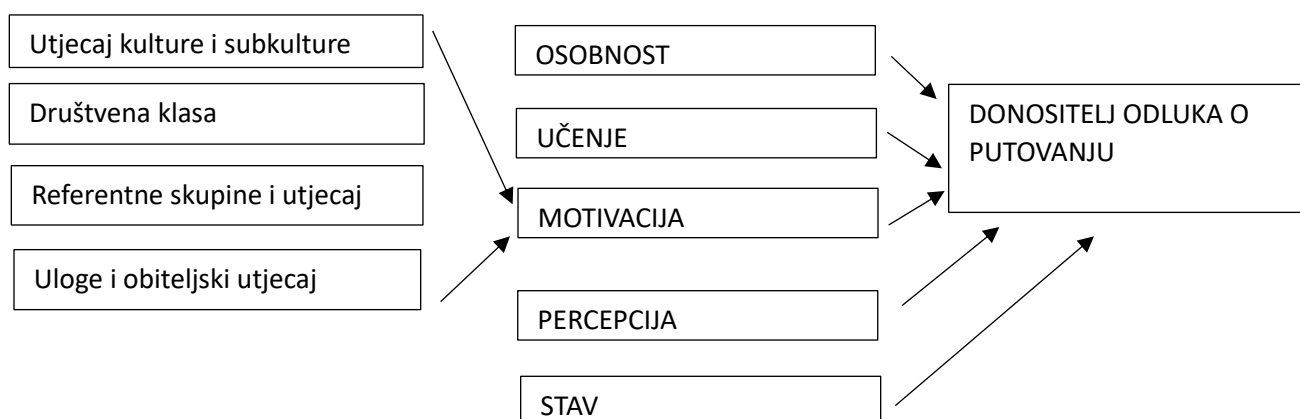 Utjecaj kulture i subkulture
Društvena klasa
Referentne skupine i utjecaj
Uloge i obiteljski utjecaj
OSOBNOST
UČENJE
MOTIVACIJA
PERCEPCIJA
STAV
DONOSITELJ ODLUKA O
PUTOVANJU